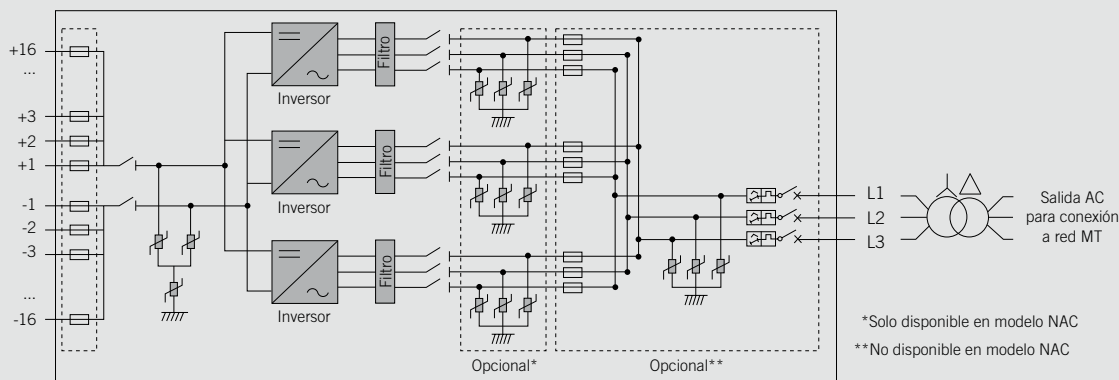 +16
...
+3
+2
+1
-1
-2
-3
...
-16
Inversor
Filtro
Inversor
Filtro
Inversor
Filtro
Opcional*
Opcional**
L1
L2
L3
Salida AC
para conexión
a red MT
*Solo disponible en modelo NAC
**No disponible en modelo NAC